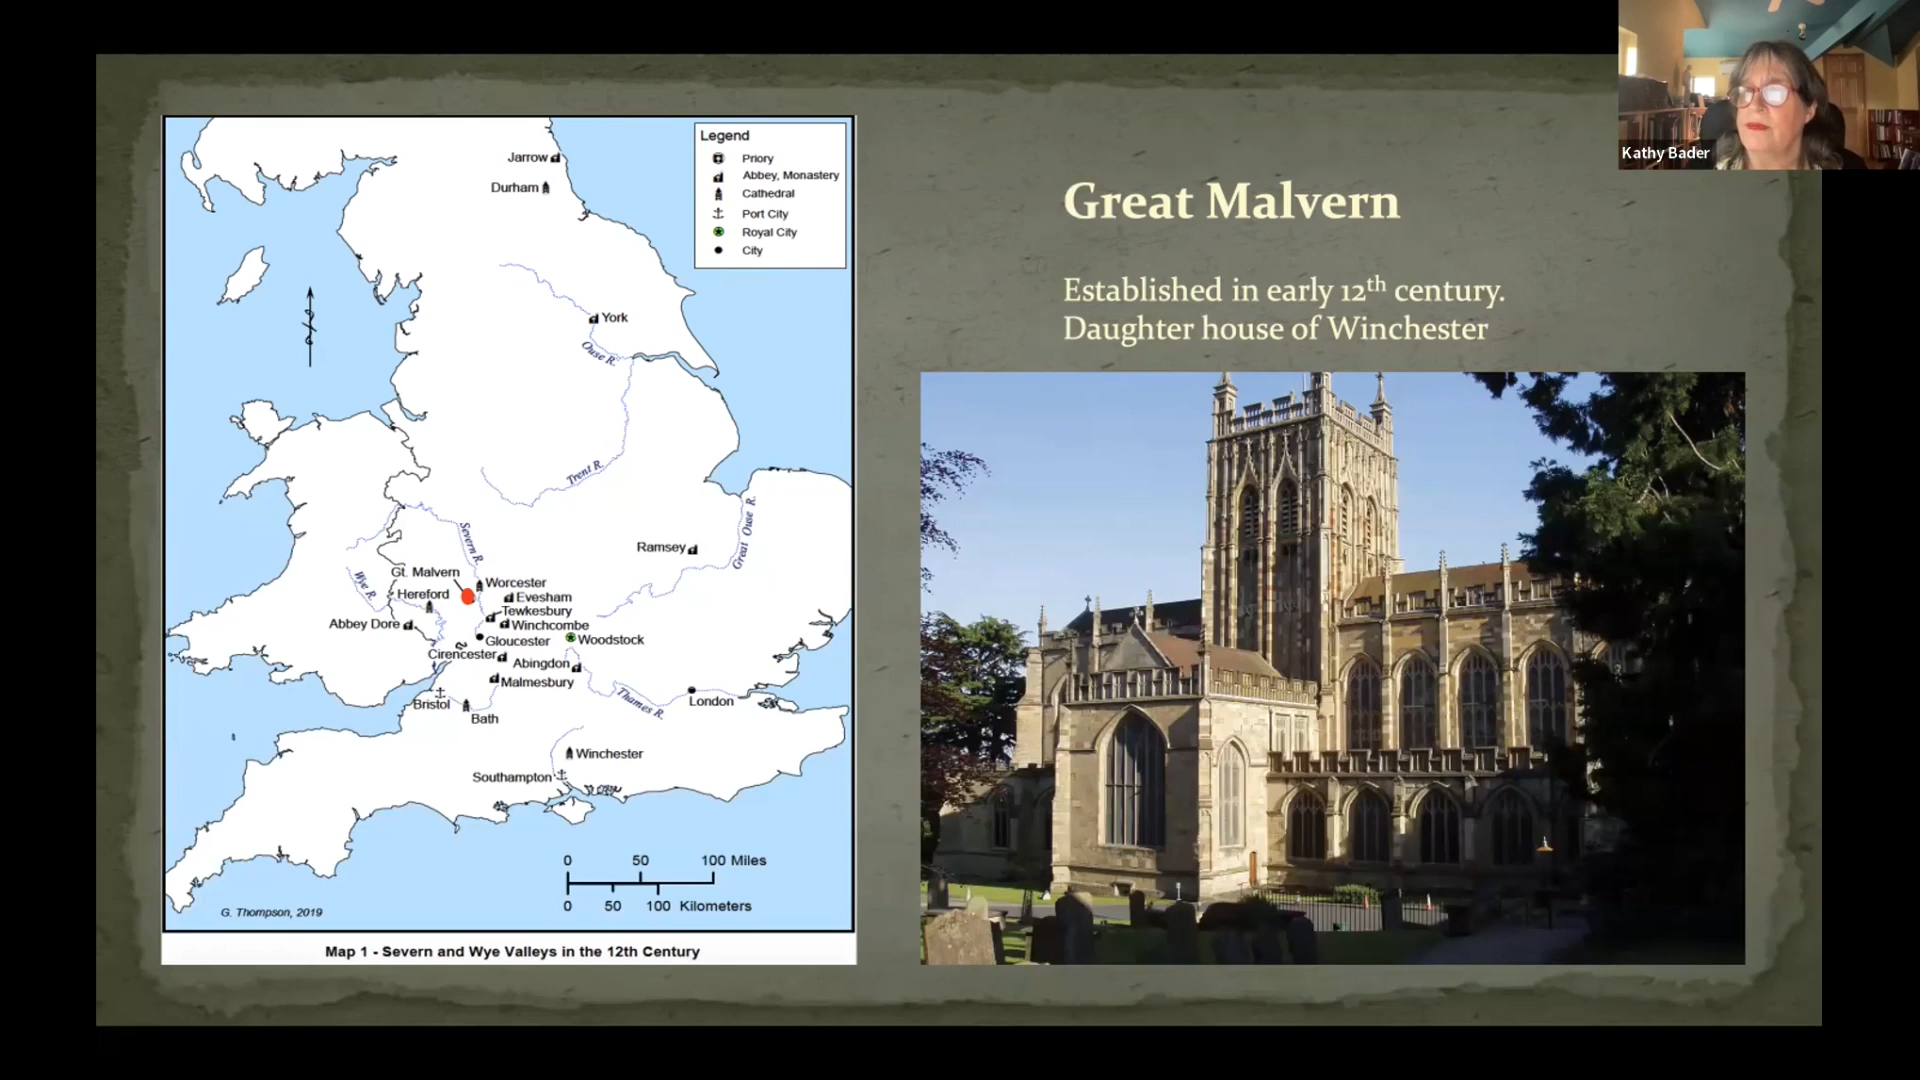 Kathy Bader
Great Malvern
Established in early 12th century.
Daughter house of Winchester
Legend
Priory
Abbey, Monastery
Cathedral
Port City
Royal City
City
Jarrow
Durham
York
Ouse R.
Trent R.
Great Ouse R.
Ramsey
Severn R.
Wye R.
Gt. Malvern
Worcester
Hereford
Evesham
Tewkesbury
Abbey Dore
Winchcombe
Gloucester
Woodstock
Cirencester
Abingdon
Malmesbury
Thames R.
London
Bristol
Bath
Winchester
Southampton
0 50 100 Miles
0 50 100 Kilometers
G. Thompson, 2019
Map 1 - Severn and Wye Valleys in the 12th Century